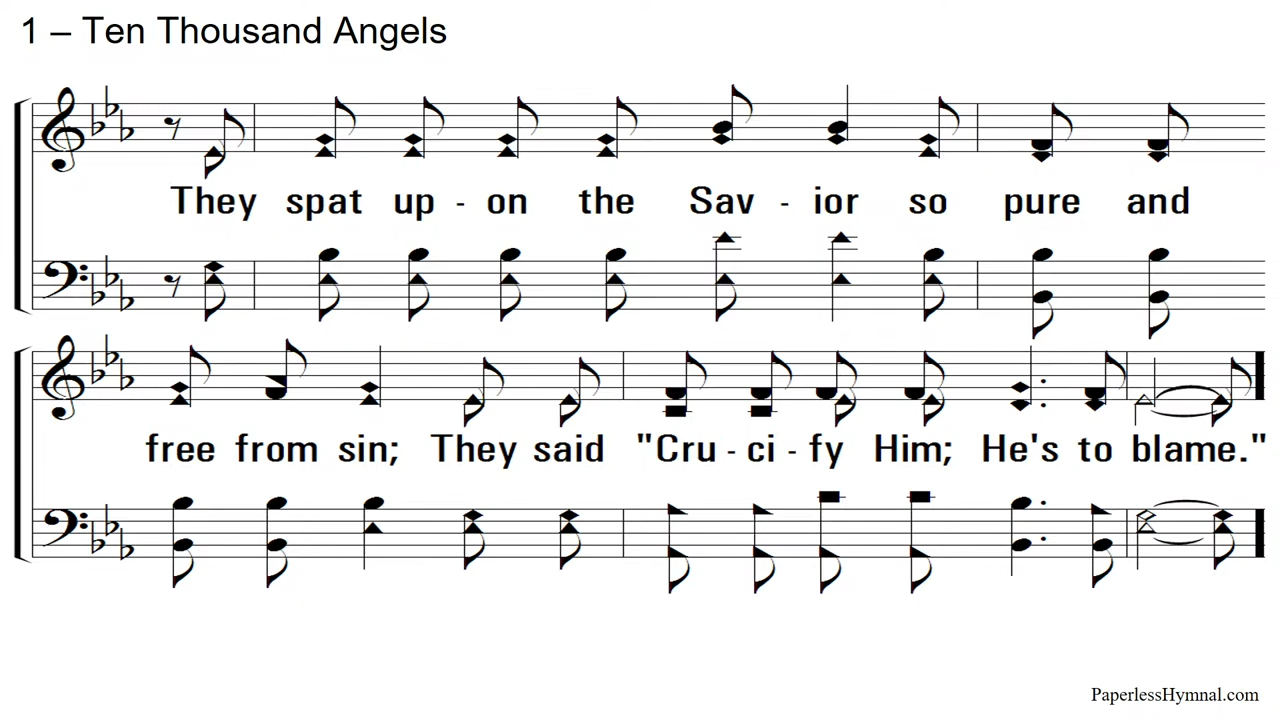 1 – Ten Thousand Angels
They spat up - on the Sav - ior so pure and
free from sin; They said "Cru - ci - fy Him; He's to blame."
PaperlessHymnal.com